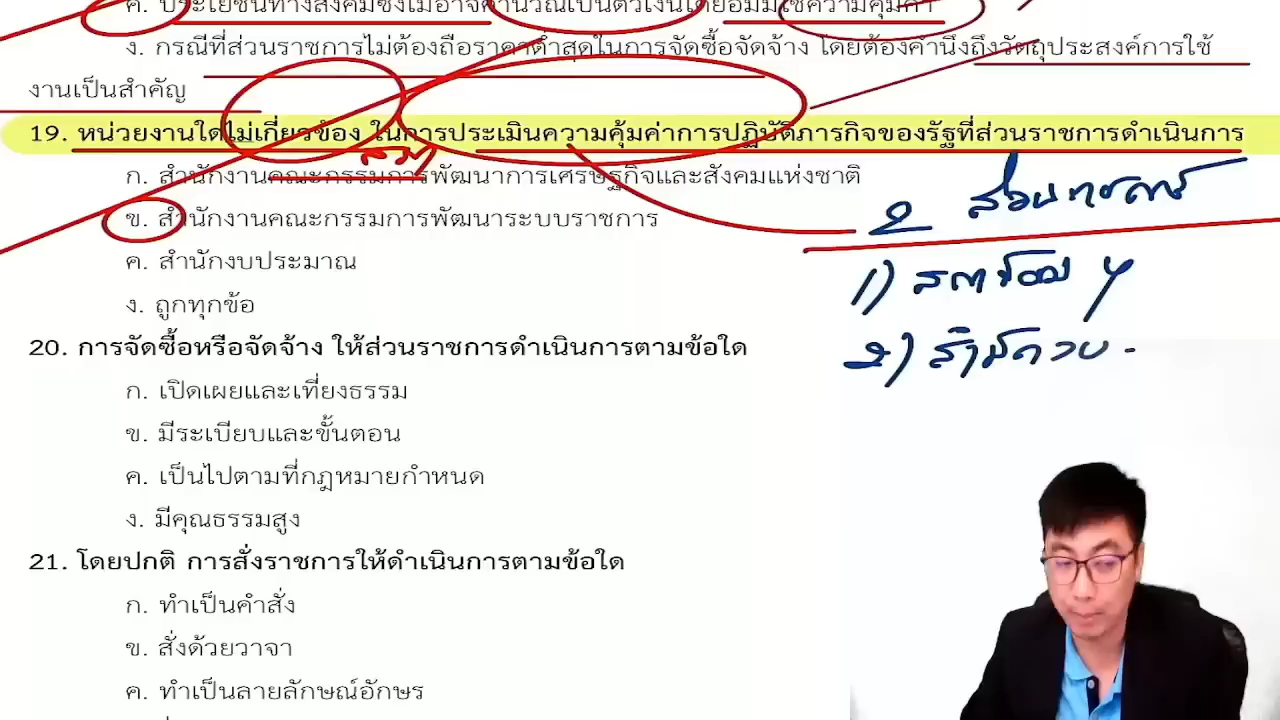 ค. ประโยชน์ทางสังคมซึ่งไม่อาจคำนวณเป็นตัวเงินได้ย่อมมิใช่ความคุ้มค่า
ง. กรณีที่ส่วนราชการไม่ต้องถือราคาต่ำสุดในการจัดซื้อจัดจ้าง โดยต้องคำนึงถึงวัตถุประสงค์การใช้
งานเป็นสำคัญ
19. หน่วยงานใดไม่เกี่ยวข้อง ในการประเมินความคุ้มค่าการปฏิบัติภารกิจของรัฐที่ส่วนราชการดำเนินการ
สภา
ก. สำนักงานคณะกรรมการพัฒนาการเศรษฐกิจและสังคมแห่งชาติ
2 ส่วนราชการ
ข. สำนักงานคณะกรรมการพัฒนาระบบราชการ
ค. สำนักงบประมาณ
1)
ง. ถูกทุกข้อ
20. การจัดซื้อหรือจัดจ้าง ให้ส่วนราชการดำเนินการตามข้อใด
2)
ก. เปิดเผยและเที่ยงธรรม
ข. มีระเบียบและขั้นตอน
ค. เป็นไปตามที่กฎหมายกำหนด
ง. มีคุณธรรมสูง
21. โดยปกติ การสั่งราชการให้ดำเนินการตามข้อใด
ก. ทำเป็นคำสั่ง
ข. สั่งด้วยวาจา
ค. ทำเป็นลายลักษณ์อักษร